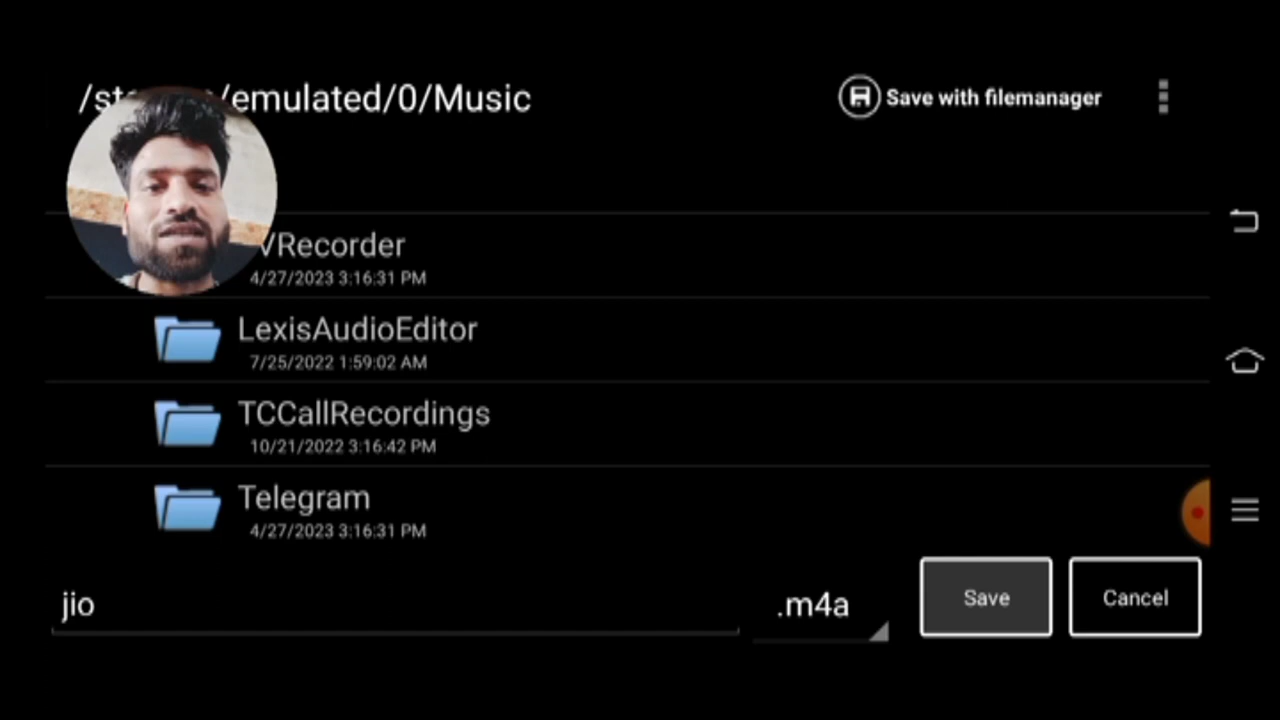 /st /emulated/0/Music
Save with filemanager
VRecorder
4/27/2023 3:16:31 PM
LexisAudioEditor
7/25/2022 1:59:02 AM
TCCallRecordings
10/21/2022 3:16:42 PM
Telegram
4/27/2023 3:16:31 PM
jio
.m4a
Save
Cancel